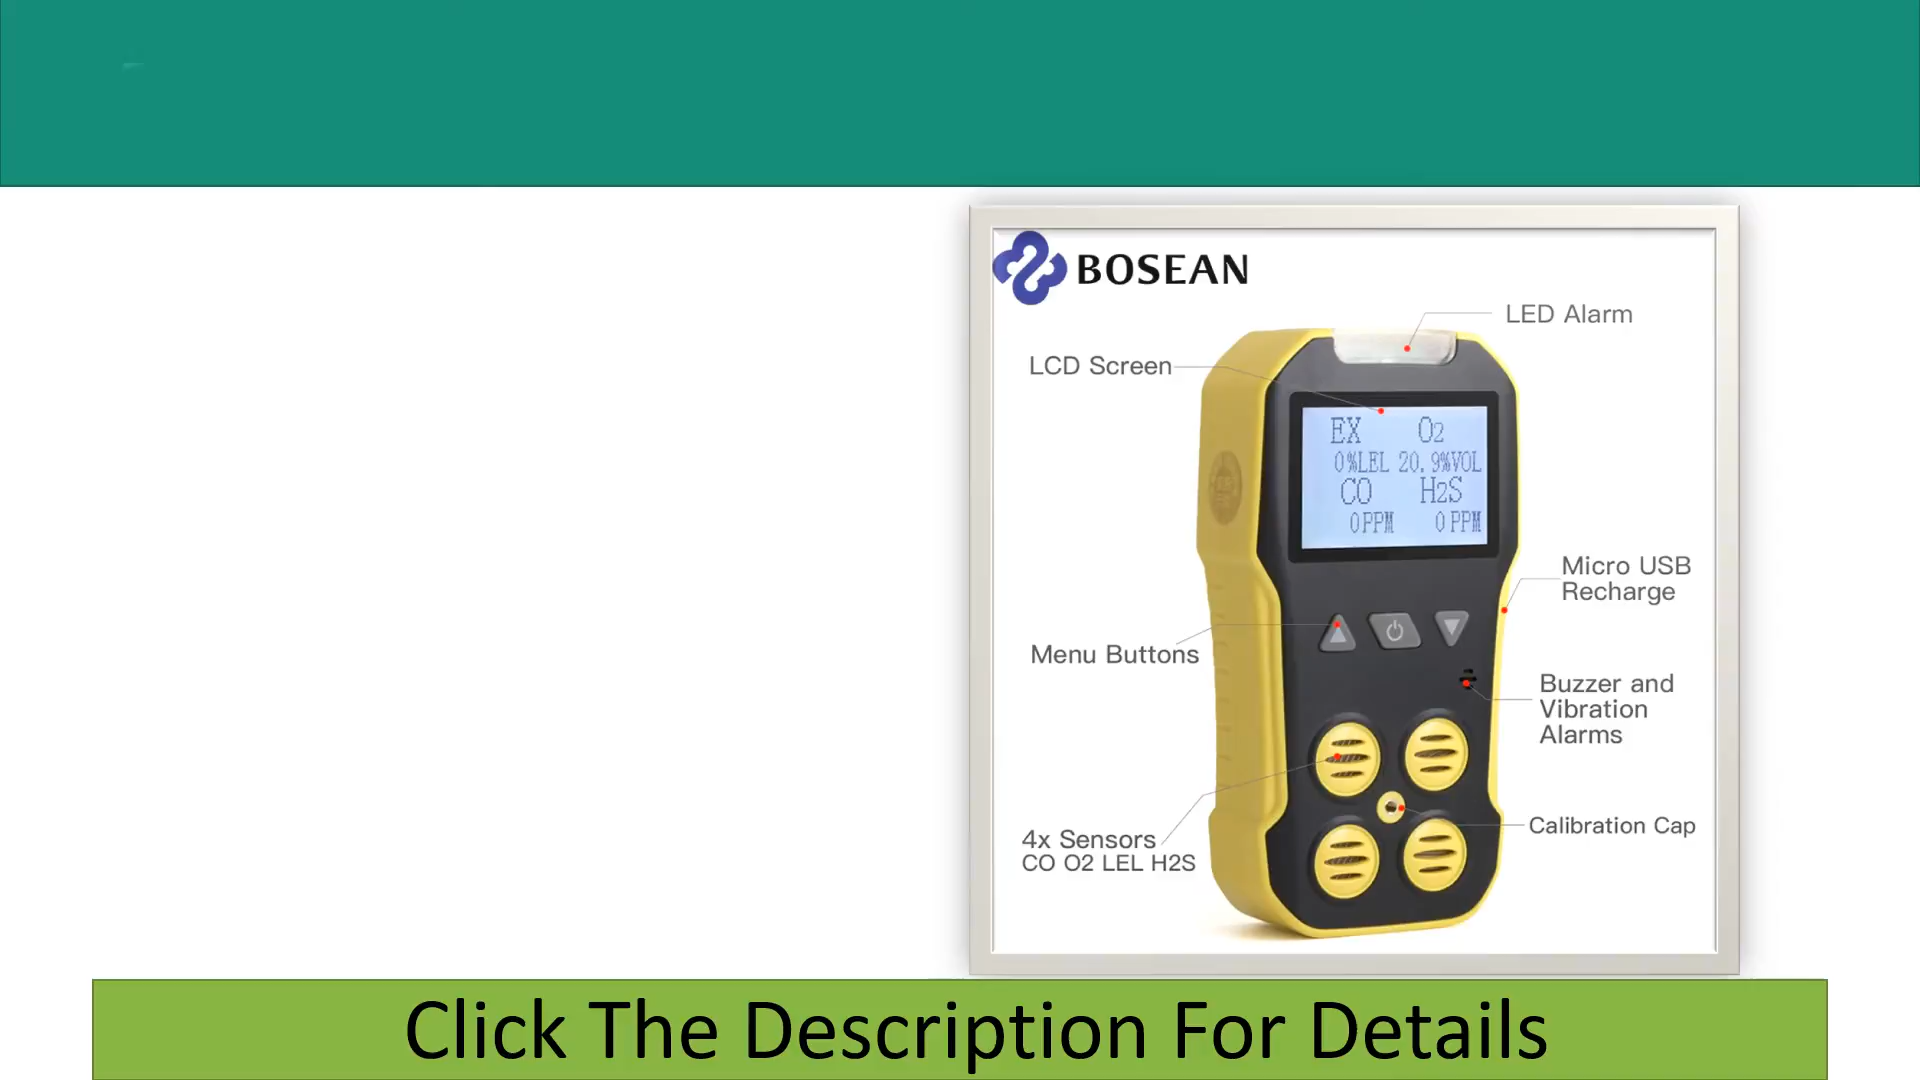 BOSEAN
LED Alarm
LCD Screen
EX O2
0%LEL 20.9%VOL
CO H2S
0PPM 0PPM
Micro USB
Recharge
Menu Buttons
Buzzer and
Vibration
Alarms
4x Sensors
CO O2 LEL H2S
Calibration Cap
Click The Description For Details